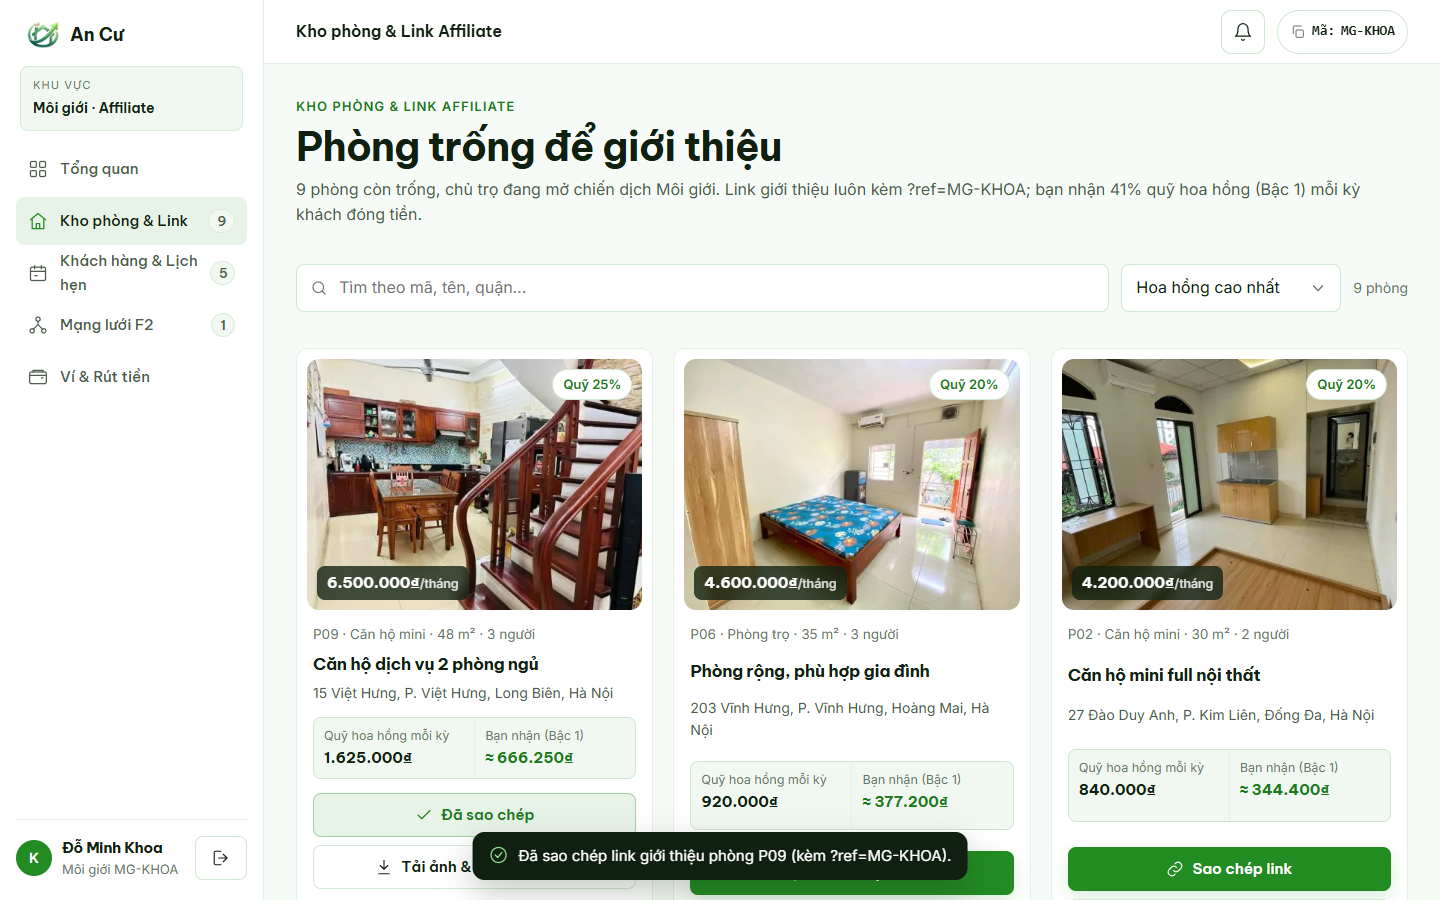 An Cư
KHU VỰC
Môi giới · Affiliate
Tổng quan
Kho phòng & Link 9
Khách hàng & Lịch
hẹn 5
Mạng lưới F2 1
Ví & Rút tiền
K
Đỗ Minh Khoa
Môi giới MG-KHOA
Kho phòng & Link Affiliate
Mã: MG-KHOA
KHO PHÒNG & LINK AFFILIATE
Phòng trống để giới thiệu
9 phòng còn trống, chủ trọ đang mở chiến dịch Môi giới. Link giới thiệu luôn kèm ?ref=MG-KHOA; bạn nhận 41% quỹ hoa hồng (Bậc 1) mỗi kỳ
khách đóng tiền.
Tìm theo mã, tên, quận...
Hoa hồng cao nhất
9 phòng
Quỹ 25%
6.500.000₫/tháng
P09 · Căn hộ mini · 48 m² · 3 người
Căn hộ dịch vụ 2 phòng ngủ
15 Việt Hưng, P. Việt Hưng, Long Biên, Hà Nội
Quỹ hoa hồng mỗi kỳ
1.625.000₫
Bạn nhận (Bậc 1)
≈ 666.250₫
Đã sao chép
Tải ảnh &
Quỹ 20%
4.600.000₫/tháng
P06 · Phòng trọ · 35 m² · 3 người
Phòng rộng, phù hợp gia đình
203 Vĩnh Hưng, P. Vĩnh Hưng, Hoàng Mai, Hà
Nội
Quỹ hoa hồng mỗi kỳ
920.000₫
Bạn nhận (Bậc 1)
≈ 377.200₫
Quỹ 20%
4.200.000₫/tháng
P02 · Căn hộ mini · 30 m² · 2 người
Căn hộ mini full nội thất
27 Đào Duy Anh, P. Kim Liên, Đống Đa, Hà Nội
Quỹ hoa hồng mỗi kỳ
840.000₫
Bạn nhận (Bậc 1)
≈ 344.400₫
Sao chép link
Đã sao chép link giới thiệu phòng P09 (kèm ?ref=MG-KHOA).